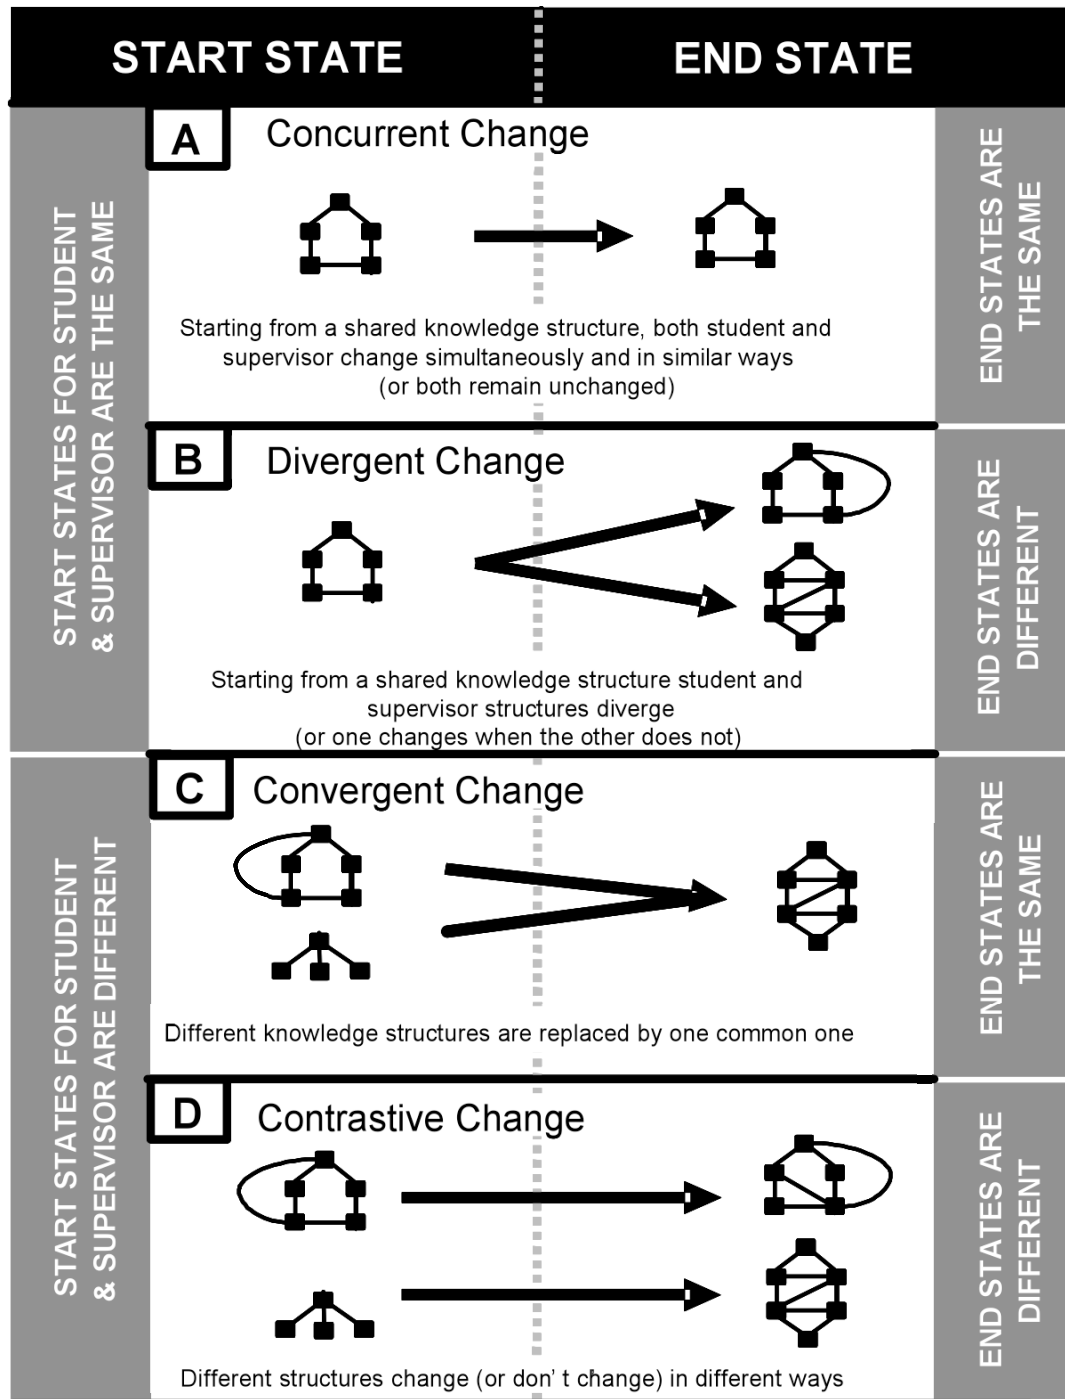 START STATE
END STATE
START STATES FOR STUDENT
& SUPERVISOR ARE THE SAME
A
Concurrent Change
Starting from a shared knowledge structure, both student and
supervisor change simultaneously and in similar ways
(or both remain unchanged)
END STATES ARE
THE SAME
B
Divergent Change
Starting from a shared knowledge structure student and
supervisor structures diverge
(or one changes when the other does not)
END STATES ARE
DIFFERENT
START STATES FOR STUDENT
& SUPERVISOR ARE DIFFERENT
C
Convergent Change
Different knowledge structures are replaced by one common one
END STATES ARE
THE SAME
D
Contrastive Change
Different structures change (or don' t change) in different ways
END STATES ARE
DIFFERENT